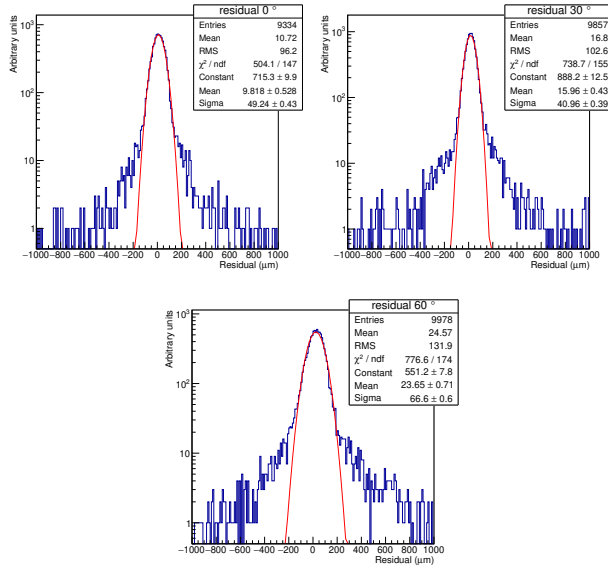 residual 0 °
Entries 9334
Mean 10.72
RMS 96.2
χ² / ndf 504.1 / 147
Constant 715.3 ± 9.9
Mean 9.818 ± 0.528
Sigma 49.24 ± 0.43
Arbitrary units
10³
10²
10
1
−1000 −800 −600 −400 −200 0 200 400 600 800 1000
Residual (μm)
residual 30 °
Entries 9857
Mean 16.8
RMS 102.6
χ² / ndf 738.7 / 155
Constant 888.2 ± 12.5
Mean 15.96 ± 0.43
Sigma 40.96 ± 0.39
Arbitrary units
10³
10²
10
1
−1000 −800 −600 −400 −200 0 200 400 600 800 1000
Residual (μm)
residual 60 °
Entries 9978
Mean 24.57
RMS 131.9
χ² / ndf 776.6 / 174
Constant 551.2 ± 7.8
Mean 23.65 ± 0.71
Sigma 66.6 ± 0.6
Arbitrary units
10³
10²
10
1
−1000 −800 −600 −400 −200 0 200 400 600 800 1000
Residual (μm)